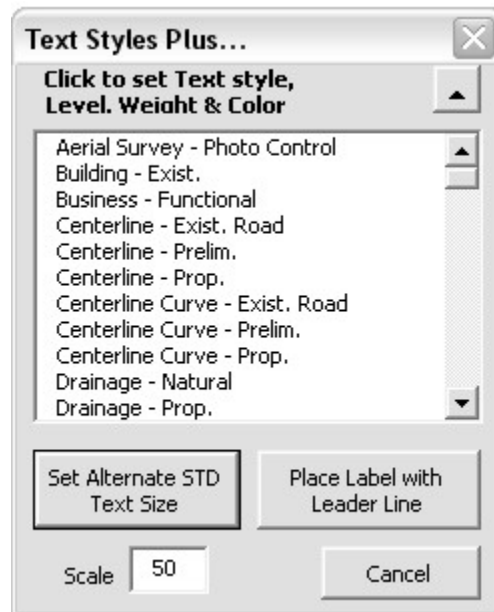 Text Styles Plus...
Click to set Text style,
Level. Weight & Color
Aerial Survey - Photo Control
Building - Exist.
Business - Functional
Centerline - Exist. Road
Centerline - Prelim.
Centerline - Prop.
Centerline Curve - Exist. Road
Centerline Curve - Prelim.
Centerline Curve - Prop.
Drainage - Natural
Drainage - Prop.
Set Alternate STD
Text Size
Place Label with
Leader Line
Scale 50
Cancel